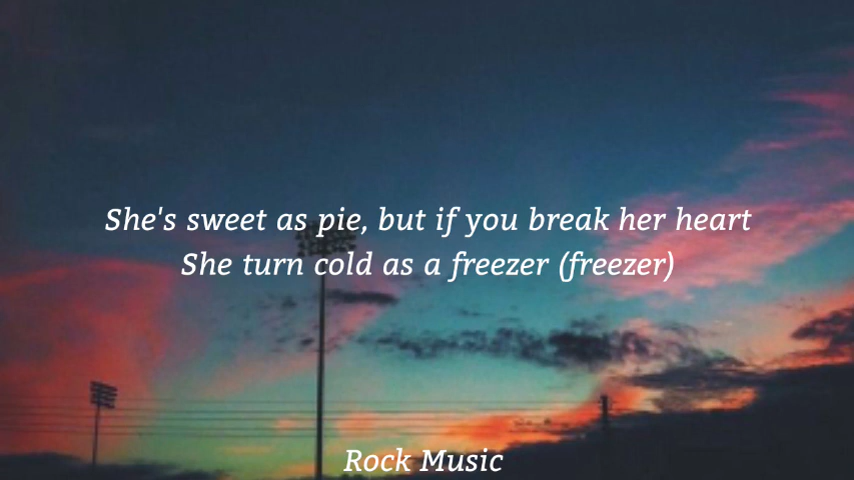 She's sweet as pie, but if you break her heart
She turn cold as a freezer (freezer)
Rock Music